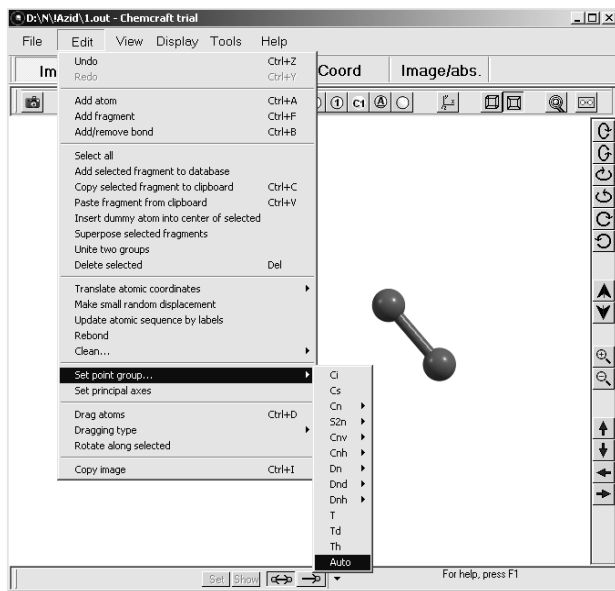 D:\N\!Azid\1.out - Chemcraft trial
File Edit View Display Tools Help
Im Coord Image/abs.
Undo Ctrl+Z
Redo Ctrl+Y
Add atom Ctrl+A
Add fragment Ctrl+F
Add/remove bond Ctrl+B
Select all
Add selected fragment to database
Copy selected fragment to clipboard Ctrl+C
Paste fragment from clipboard Ctrl+V
Insert dummy atom into center of selected
Superpose selected fragments
Unite two groups
Delete selected Del
Translate atomic coordinates
Make small random displacement
Update atomic sequence by labels
Rebond
Clean...
Set point group...
Set principal axes
Drag atoms Ctrl+D
Dragging type
Rotate along selected
Copy image Ctrl+I
1 C1 A
Ci
Cs
Cn
S2n
Cnv
Cnh
Dn
Dnd
Dnh
T
Td
Th
Auto
Set Show
For help, press F1